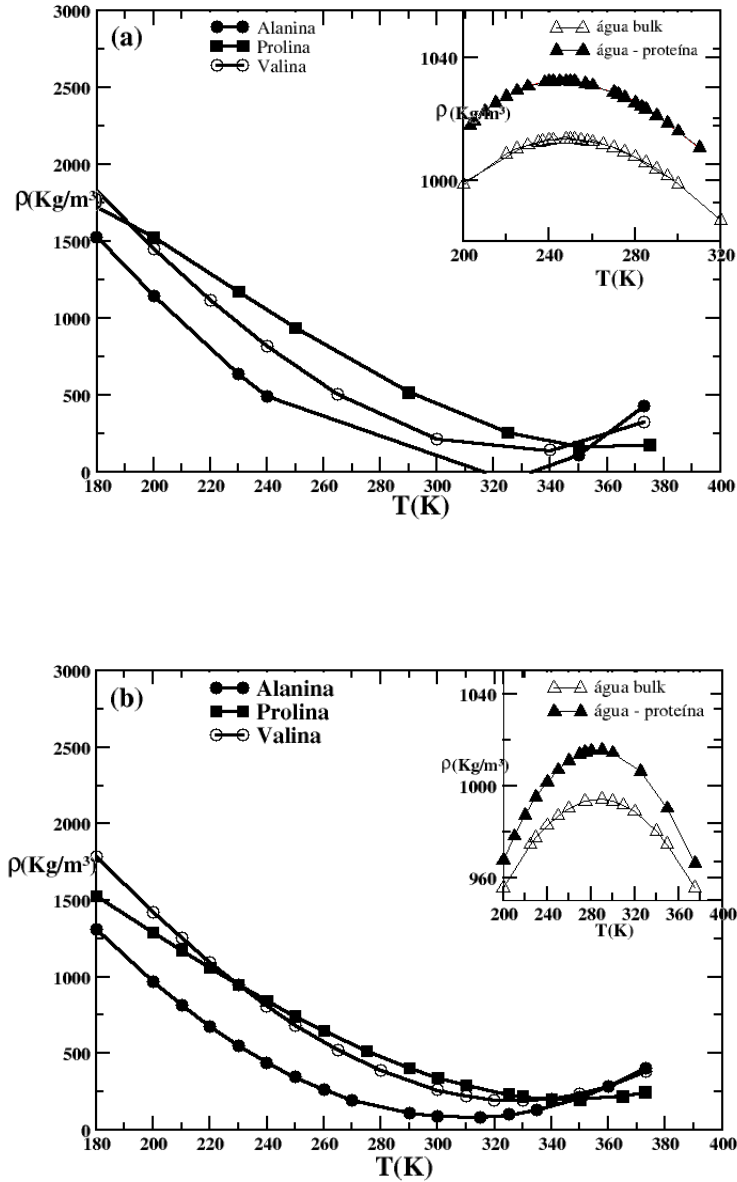 3000
(a)
Alanina
Prolina
Valina
água bulk
água - proteína
1040
ρ(Kg/m³)
1000
200 240 280 320
T(K)
2500
2000
ρ(Kg/m³)
1500
1000
500
0
180 200 220 240 260 280 300 320 340 360 380 400
T(K)
3000
(b)
Alanina
Prolina
Valina
água bulk
água - proteína
1040
ρ(Kg/m³)
1000
960
200 240 280 320 360 400
T(K)
2500
2000
ρ(Kg/m³)
1500
1000
500
0
180 200 220 240 260 280 300 320 340 360 380 400
T(K)